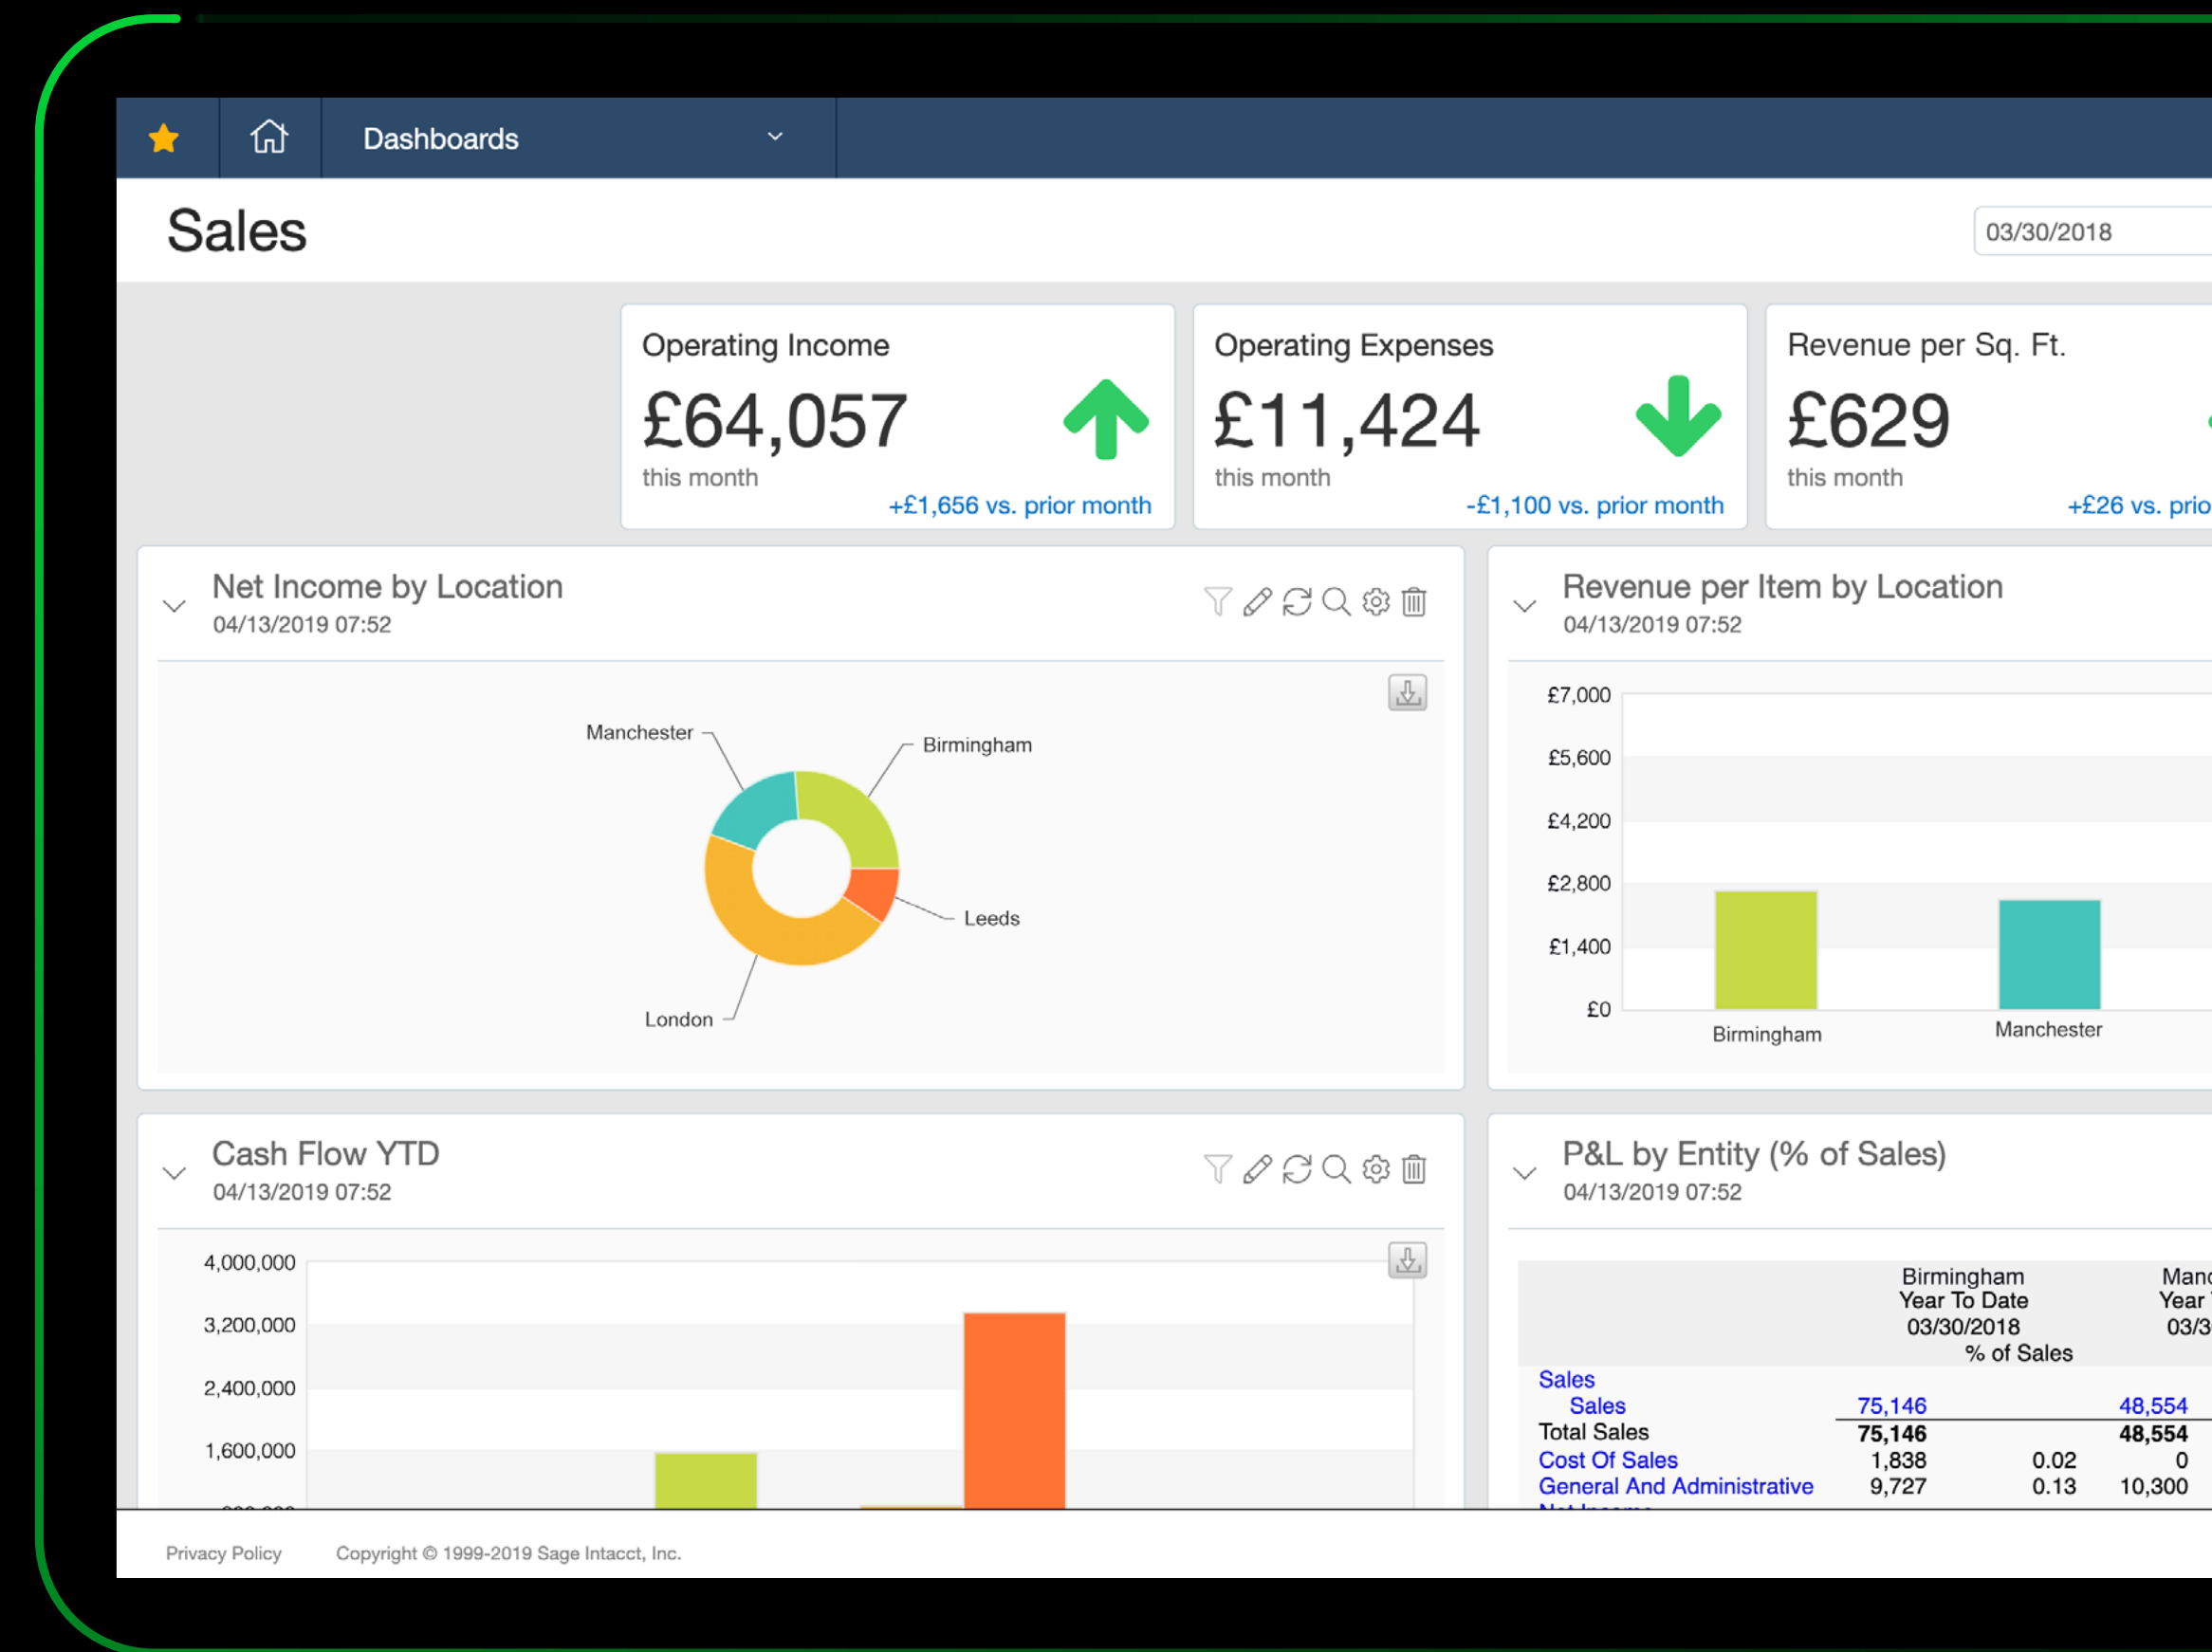 Dashboards
Sales
03/30/2018
Operating Income
£64,057
this month
+£1,656 vs. prior month
Operating Expenses
£11,424
this month
-£1,100 vs. prior month
Revenue per Sq. Ft.
£629
this month
+£26 vs.
Net Income by Location
04/13/2019 07:52
Manchester
Birmingham
Leeds
London
Revenue per Item by Location
04/13/2019 07:52
£7,000
£5,600
£4,200
£2,800
£1,400
£0
Birmingham
Manchester
Cash Flow YTD
04/13/2019 07:52
4,000,000
3,200,000
2,400,000
1,600,000
P&L by Entity (% of Sales)
04/13/2019 07:52
Birmingham
Year To Date Year
03/30/2018
% of Sales
Sales
Sales 75,146 48,554
Total Sales 75,146 48,554
Cost Of Sales 1,838 0.02 0
General And Administrative 9,727 0.13 10,300
Privacy Policy
Copyright © 1999-2019 Sage Intacct, Inc.